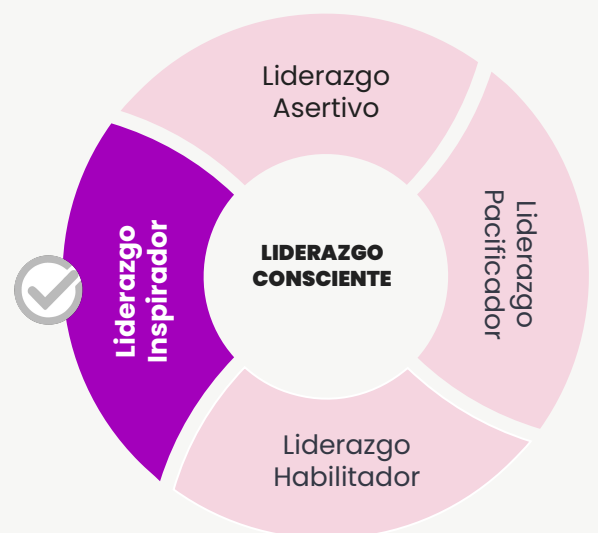 Liderazgo
Asertivo
Liderazgo
Pacificador
LIDERAZGO
CONSCIENTE
Liderazgo
Inspirador
Liderazgo
Habilitador